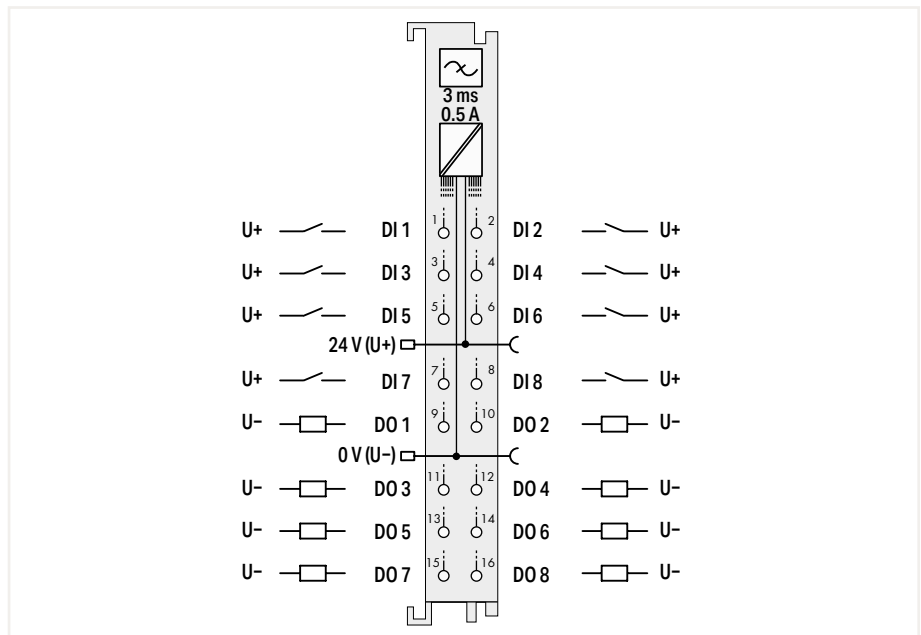 3 ms
0.5 A
U+ DI 1 1 2 DI 2 U+
U+ DI 3 3 4 DI 4 U+
U+ DI 5 5 6 DI 6 U+
24 V (U+)
U+ DI 7 7 8 DI 8 U+
U− DO 1 9 10 DO 2 U−
0 V (U−)
U− DO 3 11 12 DO 4 U−
U− DO 5 13 14 DO 6 U−
U− DO 7 15 16 DO 8 U−